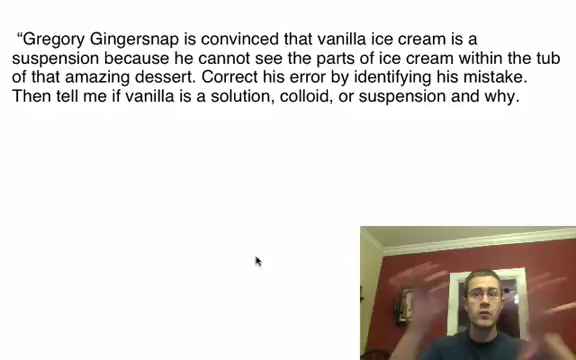 “Gregory Gingersnap is convinced that vanilla ice cream is a
suspension because he cannot see the parts of ice cream within the tub
of that amazing dessert. Correct his error by identifying his mistake.
Then tell me if vanilla is a solution, colloid, or suspension and why.